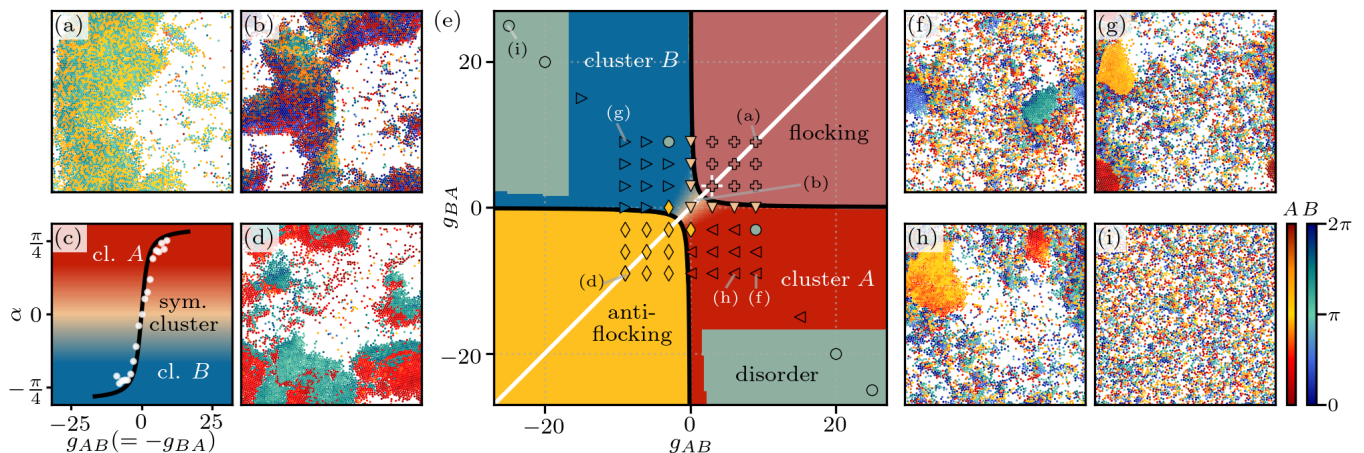 (a)
(b)
(c)
cl. A
sym.
cluster
cl. B
α
π/4
0
−π/4
−25 0 25
g_AB(= −g_BA)
(d)
(e)
(i)
cluster B
(g)
(a)
flocking
(b)
(d)
(h)
(f)
cluster A
anti-
flocking
disorder
g_BA
20
0
−20
−20 0 20
g_AB
(f)
(g)
(h)
(i)
A B
2π
π
0